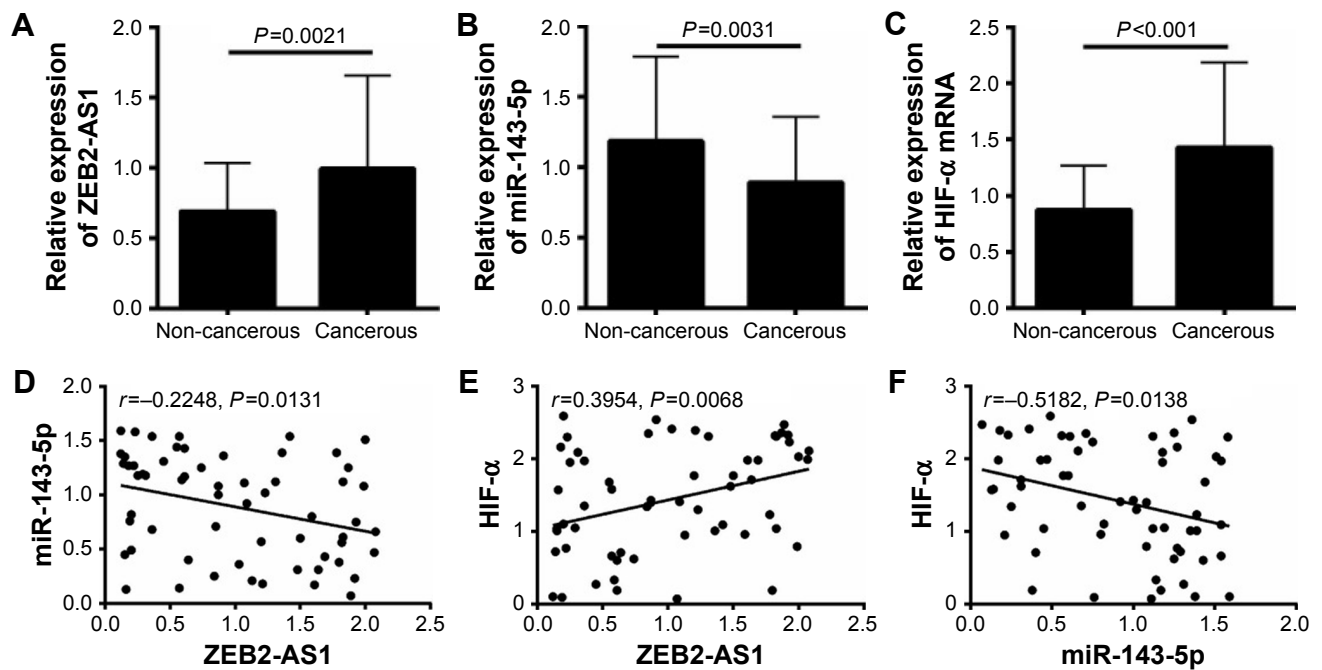 A
Relative expression
of ZEB2-AS1
2.0
1.5
1.0
0.5
0.0
P=0.0021
Non-cancerous
Cancerous
B
Relative expression
of miR-143-5p
2.0
1.5
1.0
0.5
0.0
P=0.0031
Non-cancerous
Cancerous
C
Relative expression
of HIF-α mRNA
2.5
2.0
1.5
1.0
0.5
0.0
P<0.001
Non-cancerous
Cancerous
D
miR-143-5p
2.0
1.5
1.0
0.5
0.0
r=–0.2248, P=0.0131
0.0 0.5 1.0 1.5 2.0 2.5
ZEB2-AS1
E
HIF-α
3
2
1
0
r=0.3954, P=0.0068
0.0 0.5 1.0 1.5 2.0 2.5
ZEB2-AS1
F
HIF-α
3
2
1
0
r=–0.5182, P=0.0138
0.0 0.5 1.0 1.5 2.0
miR-143-5p